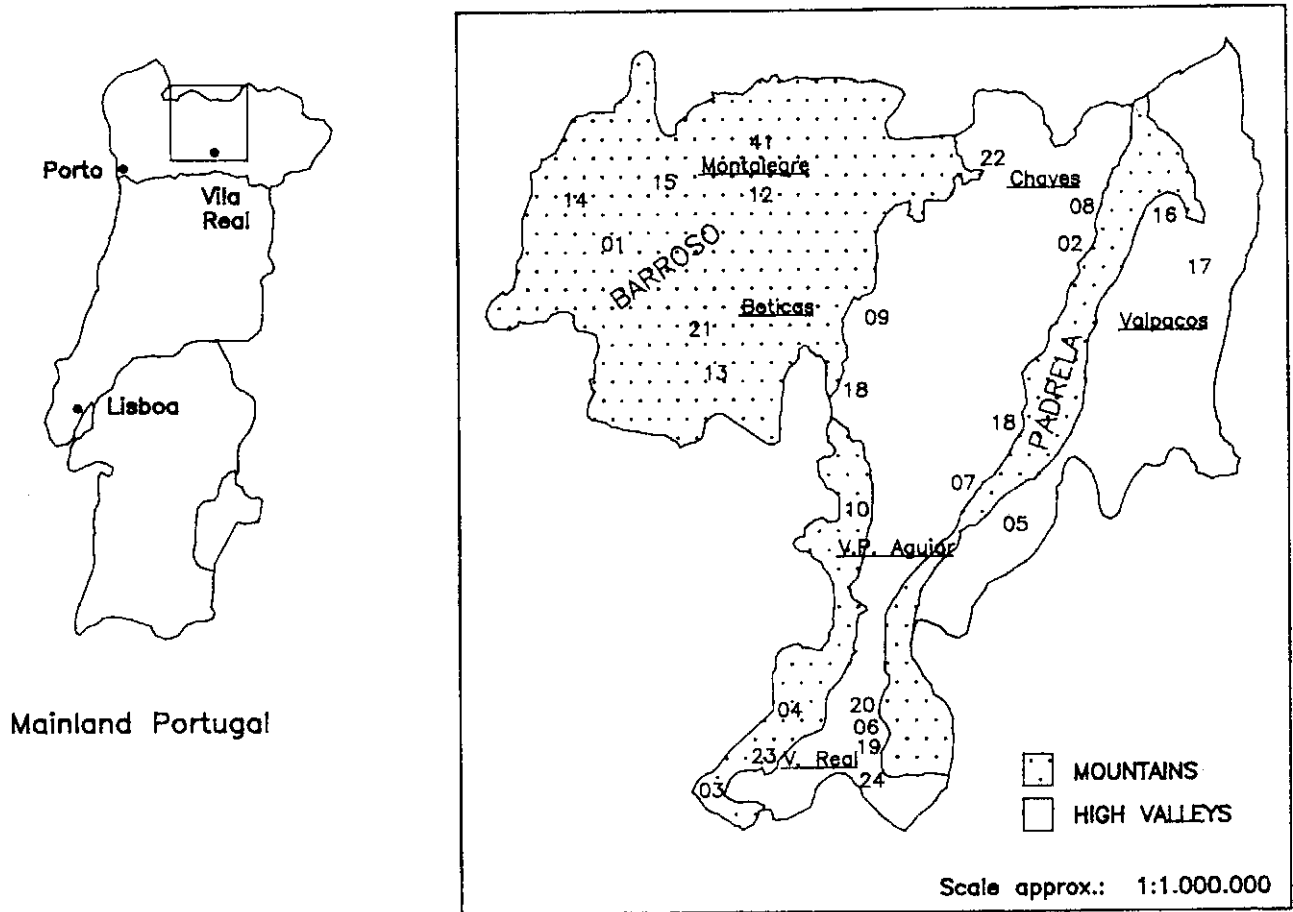 Porto
Vila
Real
Lisboa
Mainland Portugal
41
Montalegre
22
Chaves
15
14
12
08
16
01
02
17
BARROSO
Boticas
09
Valpacos
21
13
18
PADRELA
18
07
10
05
V.P. Aguiar
04
20
06
23
V. Real
19
03
24
MOUNTAINS
HIGH VALLEYS
Scale approx.: 1:1.000.000